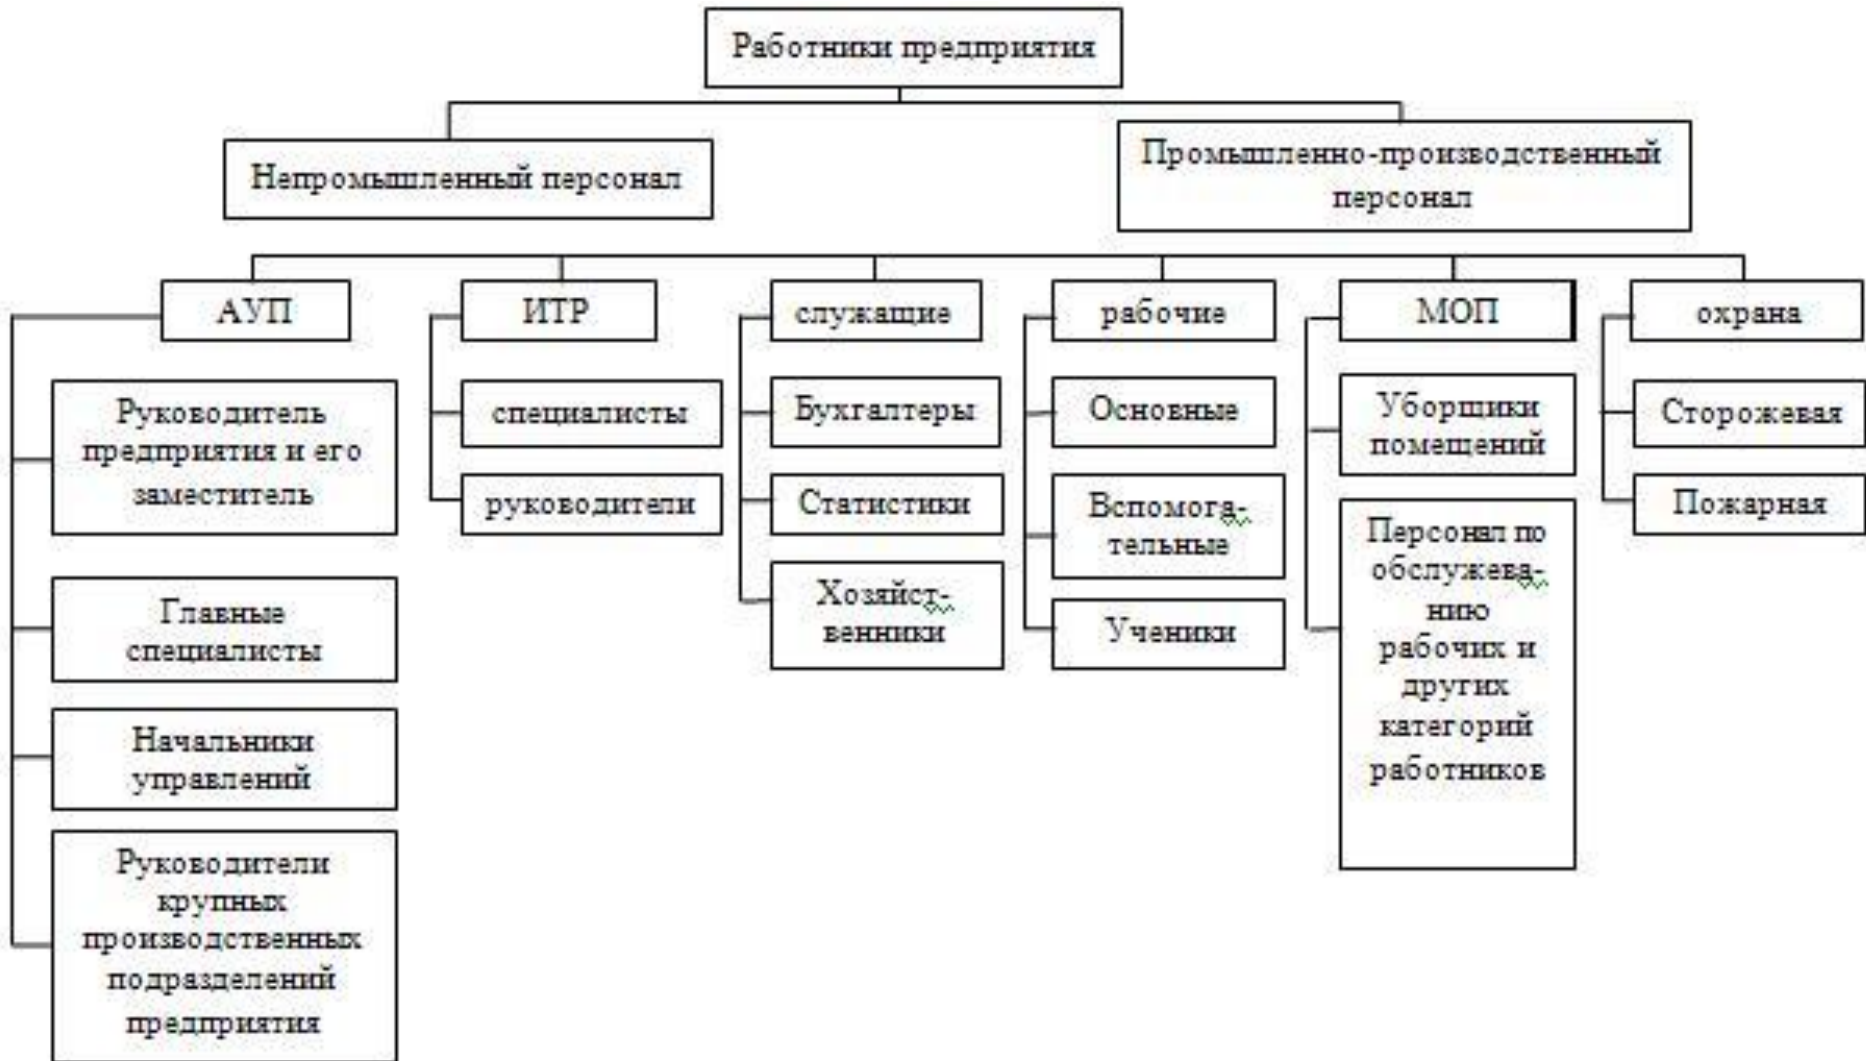 Работники предприятия
Непромышленный персонал
Промышленно-производственный
персонал
АУП
ИТР
служащие
рабочие
МОП
охрана
Руководитель
предприятия и его
заместитель
Главные
специалисты
Начальники
управлений
Руководители
крупных
производственных
подразделений
предприятия
специалисты
руководители
Бухгалтеры
Статистики
Хозяйст-
венники
Основные
Вспомога-
тельные
Ученики
Уборщики
помещений
Персонал по
обслужева-
нию
рабочих и
других
категорий
работников
Сторожевая
Пожарная